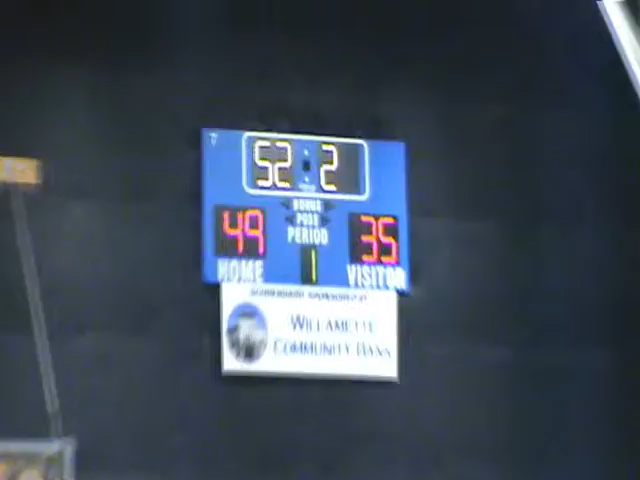 52 2
BONUS
POSS
49 PERIOD 35
HOME 1 VISITOR
WILLAMETTE
COMMUNITY BANK